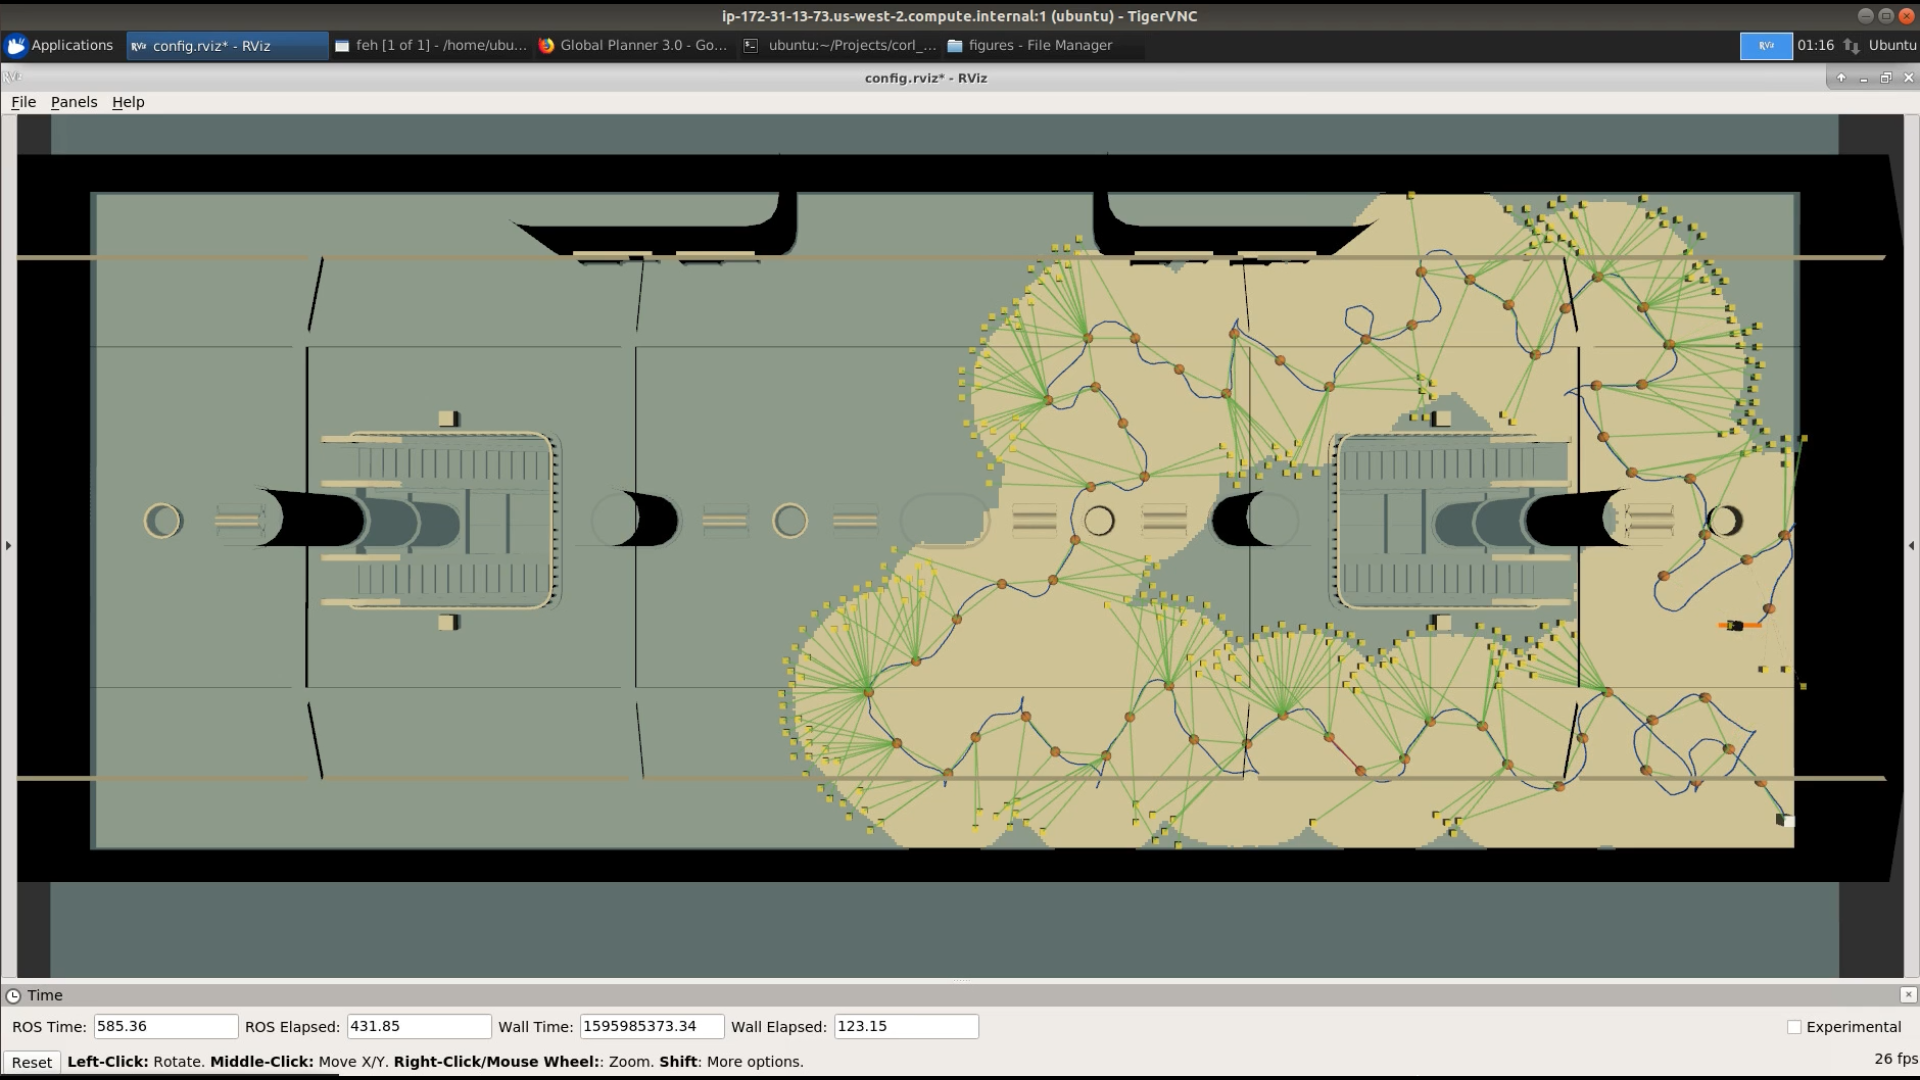 ip-172-31-13-73.us-west-2.compute.internal:1 (ubuntu) - TigerVNC
Applications RViz config.rviz* - RViz feh [1 of 1] - /home/ubu... Global Planner 3.0 - Go... ubuntu:~/Projects/corl_... figures - File Manager RViz 01:16 Ubuntu
RViz config.rviz* - RViz
File Panels Help
Time
ROS Time: 585.36 ROS Elapsed: 431.85 Wall Time: 1595985373.34 Wall Elapsed: 123.15 Experimental
Reset Left-Click: Rotate. Middle-Click: Move X/Y. Right-Click/Mouse Wheel:: Zoom. Shift: More options. 26 fps